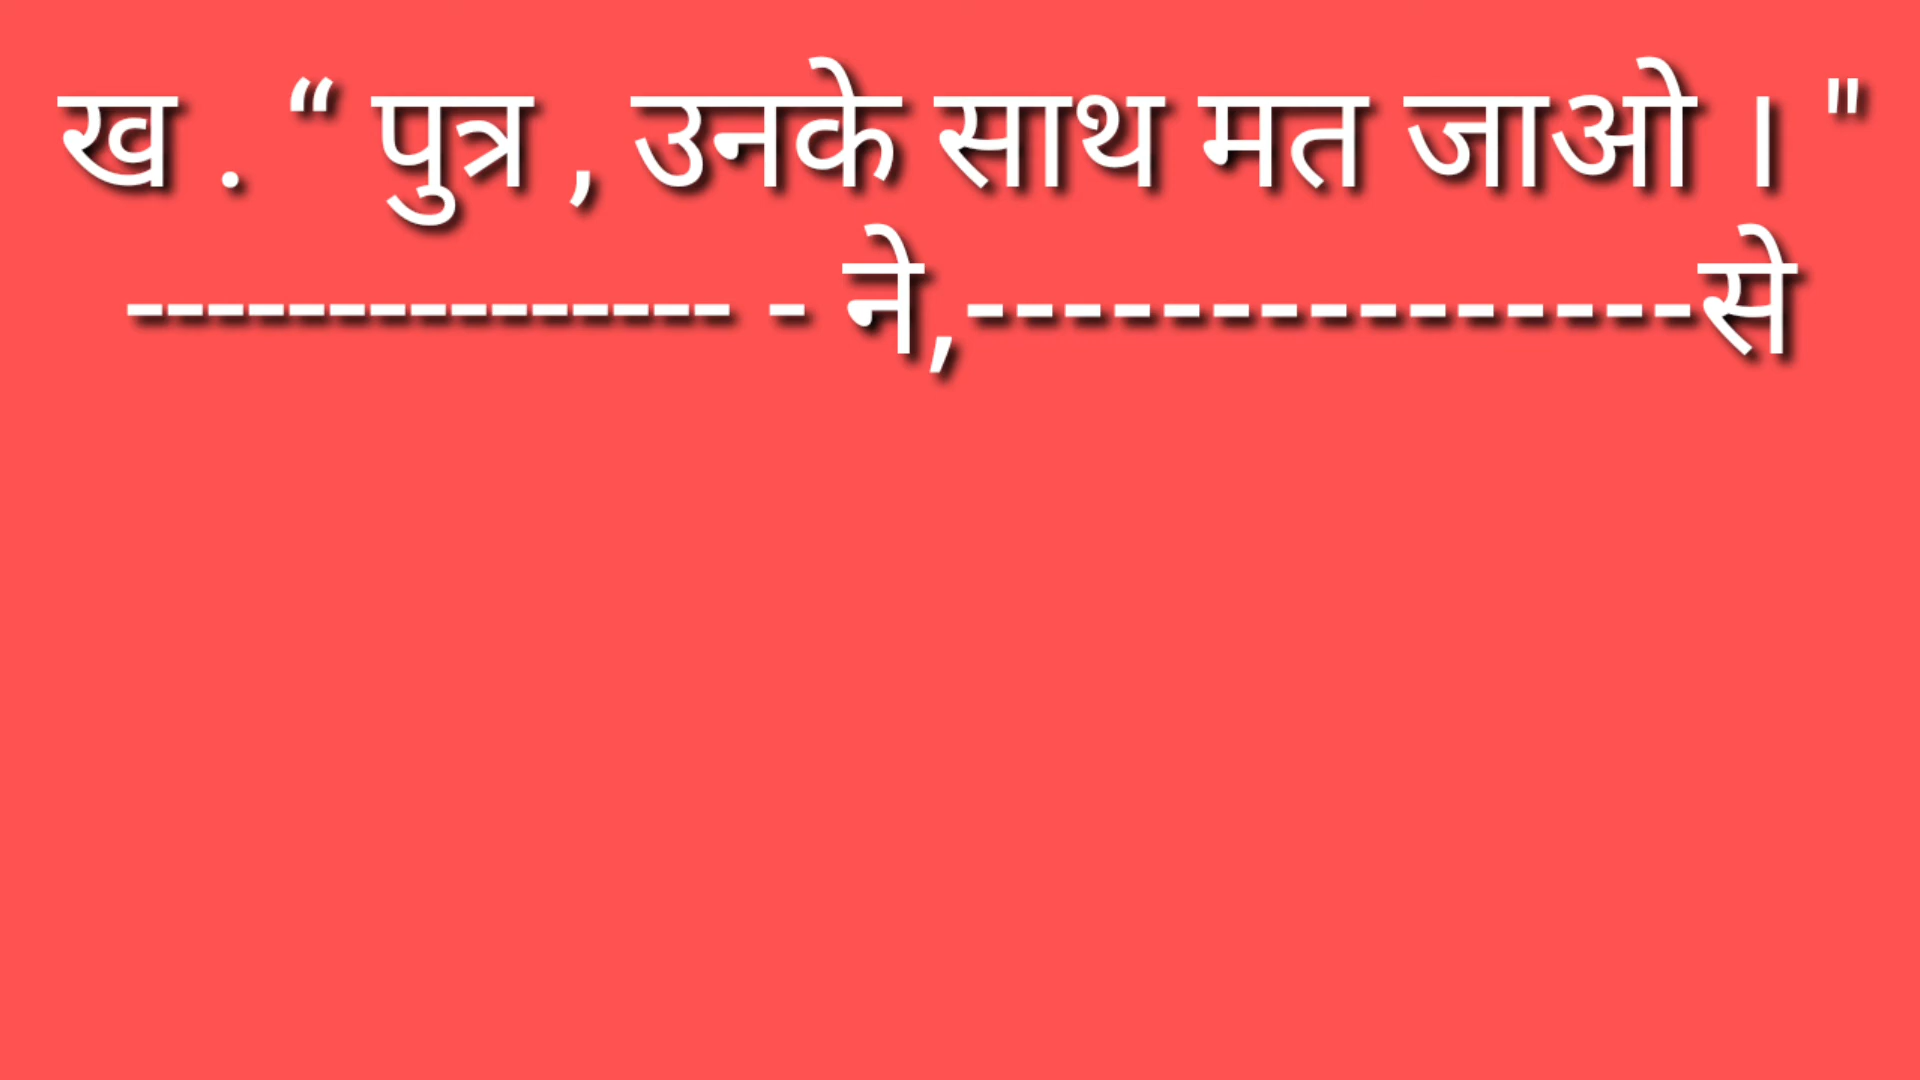 ख . “ पुत्र , उनके साथ मत जाओ । "
--------------- - ने,---------------से